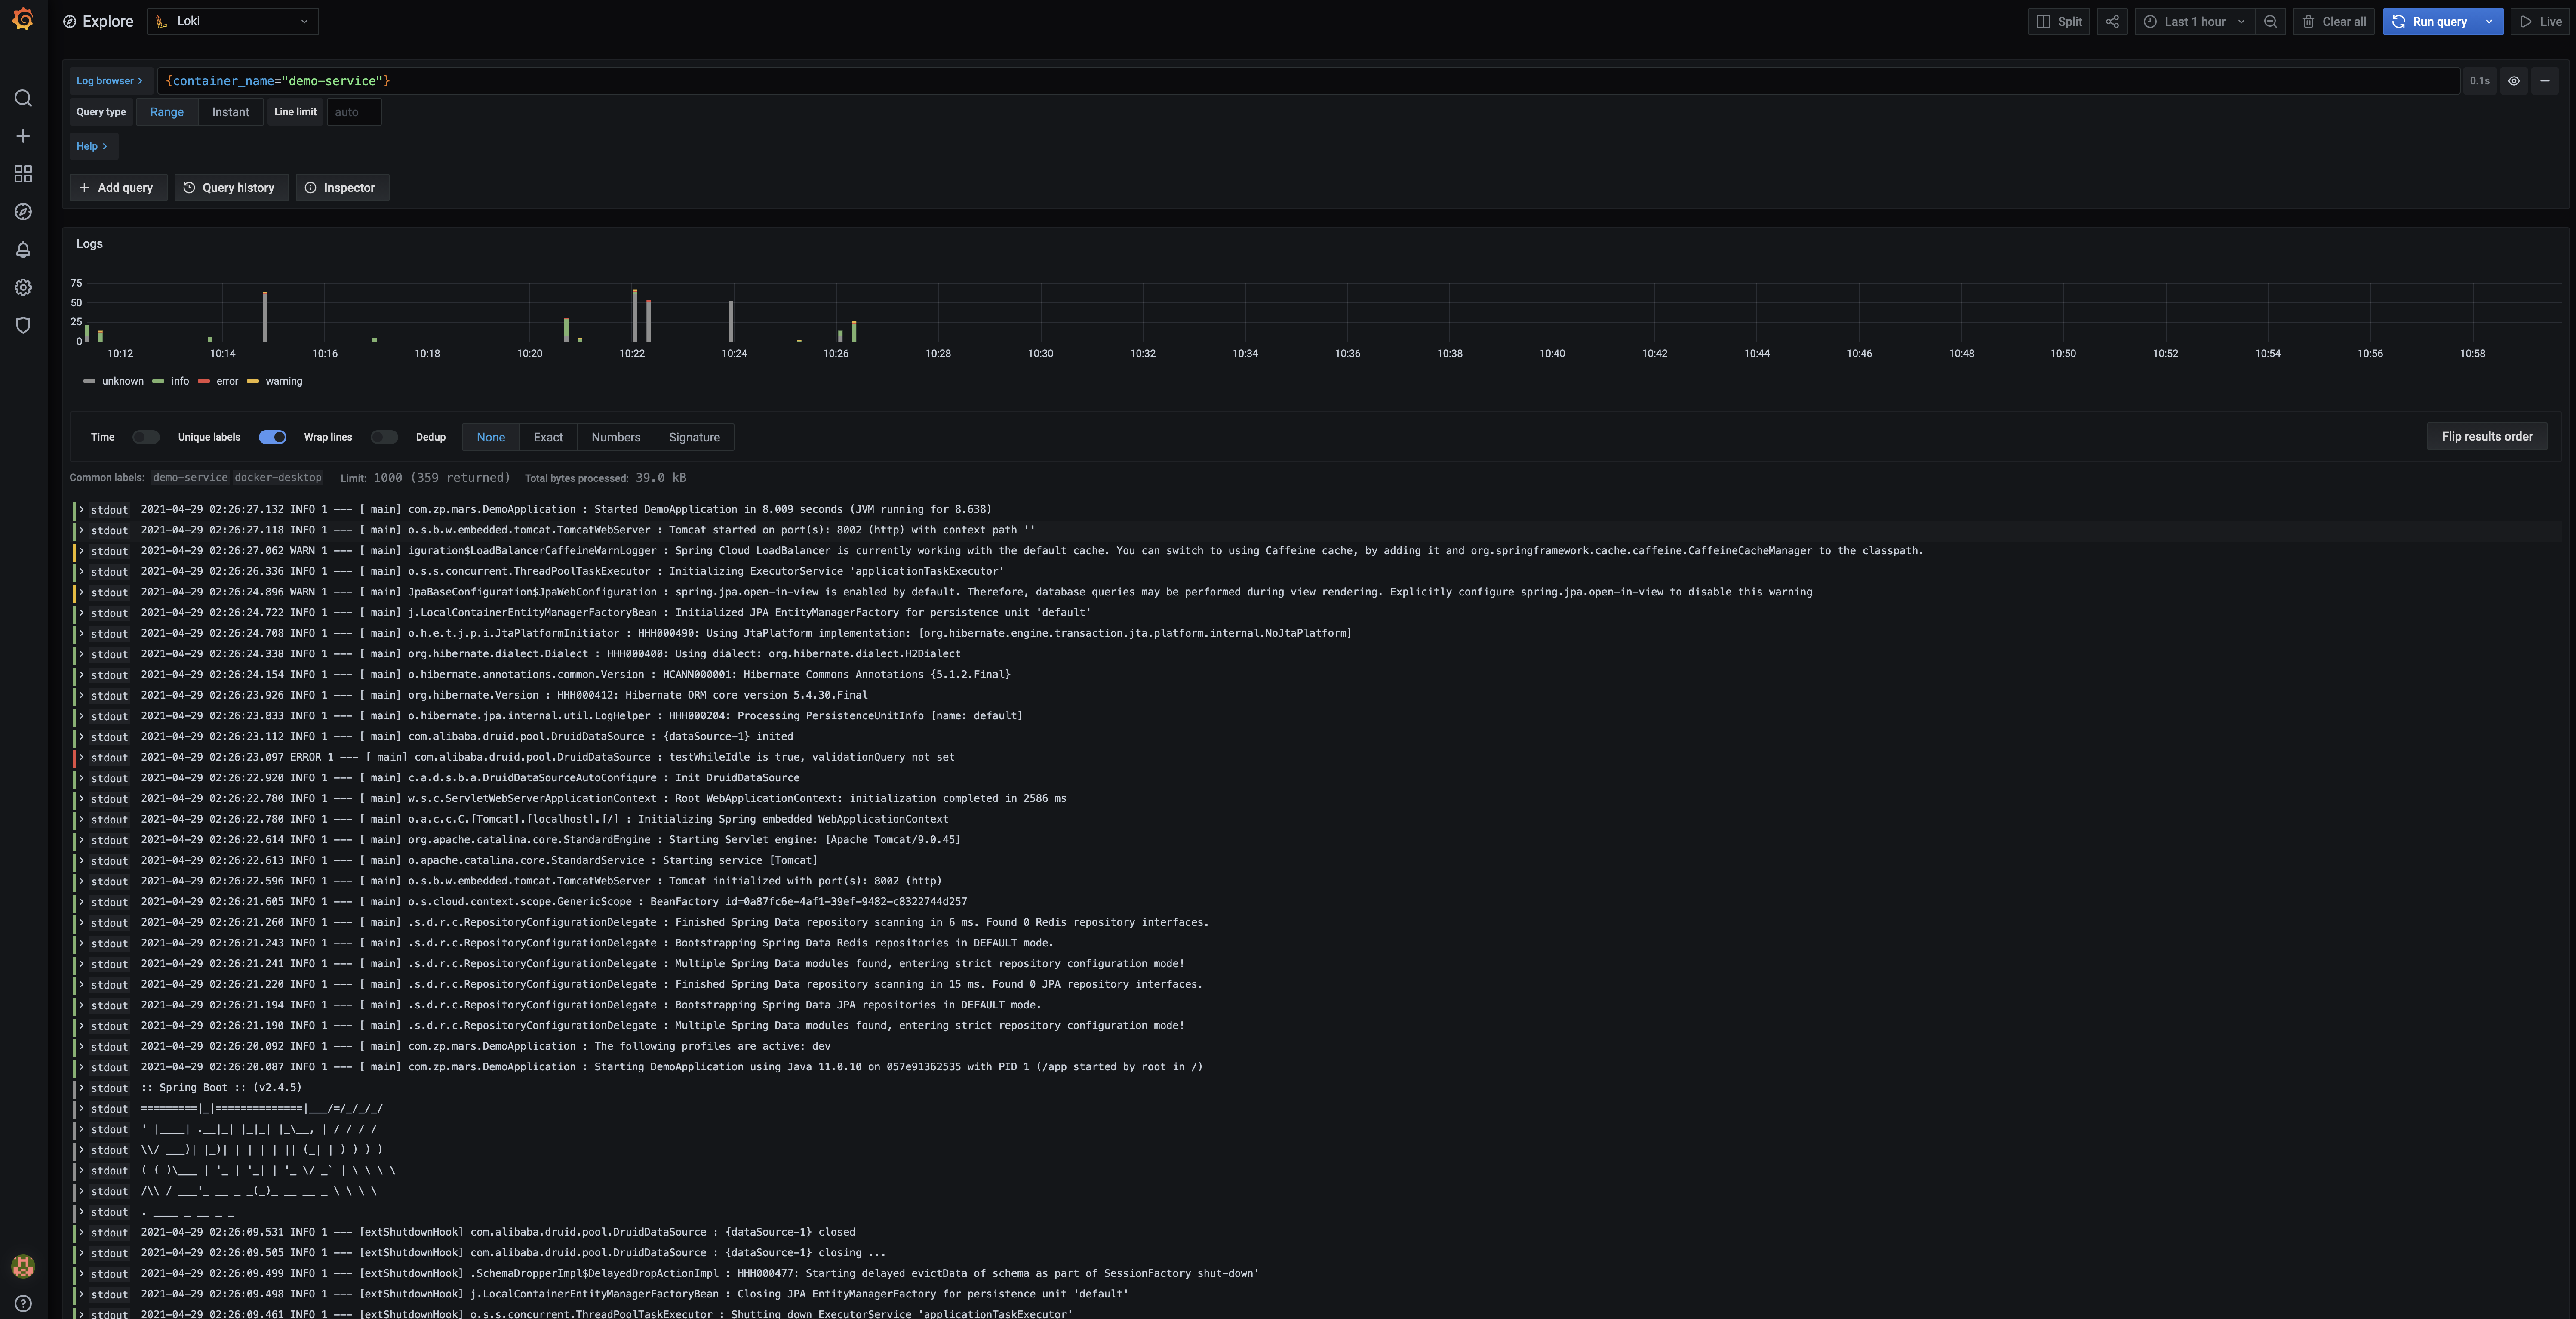 Explore Loki Split Last 1 hour Clear all Run query Live
Log browser > {container_name="demo-service"} 0.1s
Query type Range Instant Line limit auto
Help >
+ Add query Query history Inspector
Logs
75
50
25
0
10:12 10:14 10:16 10:18 10:20 10:22 10:24 10:26 10:28 10:30 10:32 10:34 10:36 10:38 10:40 10:42 10:44 10:46 10:48 10:50 10:52 10:54 10:56 10:58
unknown info error warning
Time Unique labels Wrap lines Dedup None Exact Numbers Signature Flip results order
Common labels: demo-service docker-desktop Limit: 1000 (359 returned) Total bytes processed: 39.0 kB
> stdout 2021-04-29 02:26:27.132 INFO 1 --- [ main] com.zp.mars.DemoApplication : Started DemoApplication in 8.009 seconds (JVM running for 8.638)
> stdout 2021-04-29 02:26:27.118 INFO 1 --- [ main] o.s.b.w.embedded.tomcat.TomcatWebServer : Tomcat started on port(s): 8002 (http) with context path ''
> stdout 2021-04-29 02:26:27.062 WARN 1 --- [ main] iguration$LoadBalancerCaffeineWarnLogger : Spring Cloud LoadBalancer is currently working with the default cache. You can switch to using Caffeine cache, by adding it and org.springframework.cache.caffeine.CaffeineCacheManager to the classpath.
> stdout 2021-04-29 02:26:26.336 INFO 1 --- [ main] o.s.s.concurrent.ThreadPoolTaskExecutor : Initializing ExecutorService 'applicationTaskExecutor'
> stdout 2021-04-29 02:26:24.896 WARN 1 --- [ main] JpaBaseConfiguration$JpaWebConfiguration : spring.jpa.open-in-view is enabled by default. Therefore, database queries may be performed during view rendering. Explicitly configure spring.jpa.open-in-view to disable this warning
> stdout 2021-04-29 02:26:24.722 INFO 1 --- [ main] j.LocalContainerEntityManagerFactoryBean : Initialized JPA EntityManagerFactory for persistence unit 'default'
> stdout 2021-04-29 02:26:24.708 INFO 1 --- [ main] o.h.e.t.j.p.i.JtaPlatformInitiator : HHH000490: Using JtaPlatform implementation: [org.hibernate.engine.transaction.jta.platform.internal.NoJtaPlatform]
> stdout 2021-04-29 02:26:24.338 INFO 1 --- [ main] org.hibernate.dialect.Dialect : HHH000400: Using dialect: org.hibernate.dialect.H2Dialect
> stdout 2021-04-29 02:26:24.154 INFO 1 --- [ main] o.hibernate.annotations.common.Version : HCANN000001: Hibernate Commons Annotations {5.1.2.Final}
> stdout 2021-04-29 02:26:23.926 INFO 1 --- [ main] org.hibernate.Version : HHH000412: Hibernate ORM core version 5.4.30.Final
> stdout 2021-04-29 02:26:23.833 INFO 1 --- [ main] o.hibernate.jpa.internal.util.LogHelper : HHH000204: Processing PersistenceUnitInfo [name: default]
> stdout 2021-04-29 02:26:23.112 INFO 1 --- [ main] com.alibaba.druid.pool.DruidDataSource : {dataSource-1} inited
> stdout 2021-04-29 02:26:23.097 ERROR 1 --- [ main] com.alibaba.druid.pool.DruidDataSource : testWhileIdle is true, validationQuery not set
> stdout 2021-04-29 02:26:22.920 INFO 1 --- [ main] c.a.d.s.b.a.DruidDataSourceAutoConfigure : Init DruidDataSource
> stdout 2021-04-29 02:26:22.780 INFO 1 --- [ main] w.s.c.ServletWebServerApplicationContext : Root WebApplicationContext: initialization completed in 2586 ms
> stdout 2021-04-29 02:26:22.780 INFO 1 --- [ main] o.a.c.c.C.[Tomcat].[localhost].[/] : Initializing Spring embedded WebApplicationContext
> stdout 2021-04-29 02:26:22.614 INFO 1 --- [ main] org.apache.catalina.core.StandardEngine : Starting Servlet engine: [Apache Tomcat/9.0.45]
> stdout 2021-04-29 02:26:22.613 INFO 1 --- [ main] o.apache.catalina.core.StandardService : Starting service [Tomcat]
> stdout 2021-04-29 02:26:22.596 INFO 1 --- [ main] o.s.b.w.embedded.tomcat.TomcatWebServer : Tomcat initialized with port(s): 8002 (http)
> stdout 2021-04-29 02:26:21.605 INFO 1 --- [ main] o.s.cloud.context.scope.GenericScope : BeanFactory id=0a87fc6e-4af1-39ef-9482-c8322744d257
> stdout 2021-04-29 02:26:21.260 INFO 1 --- [ main] .s.d.r.c.RepositoryConfigurationDelegate : Finished Spring Data repository scanning in 6 ms. Found 0 Redis repository interfaces.
> stdout 2021-04-29 02:26:21.243 INFO 1 --- [ main] .s.d.r.c.RepositoryConfigurationDelegate : Bootstrapping Spring Data Redis repositories in DEFAULT mode.
> stdout 2021-04-29 02:26:21.241 INFO 1 --- [ main] .s.d.r.c.RepositoryConfigurationDelegate : Multiple Spring Data modules found, entering strict repository configuration mode!
> stdout 2021-04-29 02:26:21.220 INFO 1 --- [ main] .s.d.r.c.RepositoryConfigurationDelegate : Finished Spring Data repository scanning in 15 ms. Found 0 JPA repository interfaces.
> stdout 2021-04-29 02:26:21.194 INFO 1 --- [ main] .s.d.r.c.RepositoryConfigurationDelegate : Bootstrapping Spring Data JPA repositories in DEFAULT mode.
> stdout 2021-04-29 02:26:21.190 INFO 1 --- [ main] .s.d.r.c.RepositoryConfigurationDelegate : Multiple Spring Data modules found, entering strict repository configuration mode!
> stdout 2021-04-29 02:26:20.092 INFO 1 --- [ main] com.zp.mars.DemoApplication : The following profiles are active: dev
> stdout 2021-04-29 02:26:20.087 INFO 1 --- [ main] com.zp.mars.DemoApplication : Starting DemoApplication using Java 11.0.10 on 057e91362535 with PID 1 (/app started by root in /)
> stdout :: Spring Boot :: (v2.4.5)
> stdout =========|_|==============|___/=/_/_/_/
> stdout ' |____| .__|_| |_|_| |_\__, | / / / /
> stdout \\/ ___)| |_)| | | | | || (_| | ) ) ) )
> stdout ( ( )\___ | '_ | '_| | '_ \/ _` | \ \ \ \
> stdout /\\ / ___'_ __ _ _(_)_ __ __ _ \ \ \ \
> stdout . ____ _ __ _ _
> stdout 2021-04-29 02:26:09.531 INFO 1 --- [extShutdownHook] com.alibaba.druid.pool.DruidDataSource : {dataSource-1} closed
> stdout 2021-04-29 02:26:09.505 INFO 1 --- [extShutdownHook] com.alibaba.druid.pool.DruidDataSource : {dataSource-1} closing ...
> stdout 2021-04-29 02:26:09.499 INFO 1 --- [extShutdownHook] .SchemaDropperImpl$DelayedDropActionImpl : HHH000477: Starting delayed evictData of schema as part of SessionFactory shut-down'
> stdout 2021-04-29 02:26:09.498 INFO 1 --- [extShutdownHook] j.LocalContainerEntityManagerFactoryBean : Closing JPA EntityManagerFactory for persistence unit 'default'
> stdout 2021-04-29 02:26:09.461 INFO 1 --- [extShutdownHook] o.s.s.concurrent.ThreadPoolTaskExecutor : Shutting down ExecutorService 'applicationTaskExecutor'